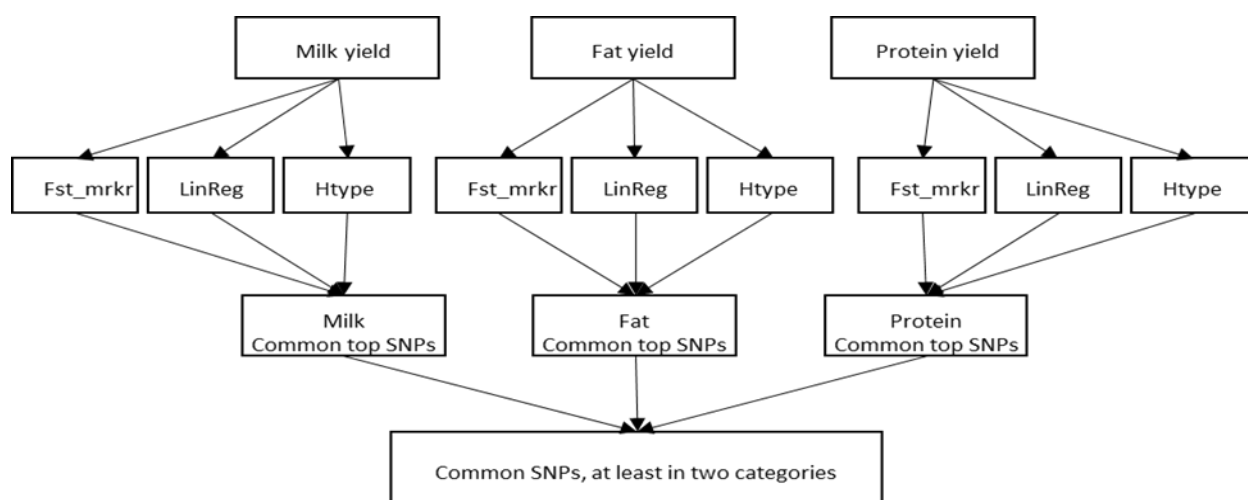 Milk yield
Fat yield
Protein yield
Fst_mrkr
LinReg
Htype
Fst_mrkr
LinReg
Htype
Fst_mrkr
LinReg
Htype
Milk
Common top SNPs
Fat
Common top SNPs
Protein
Common top SNPs
Common SNPs, at least in two categories